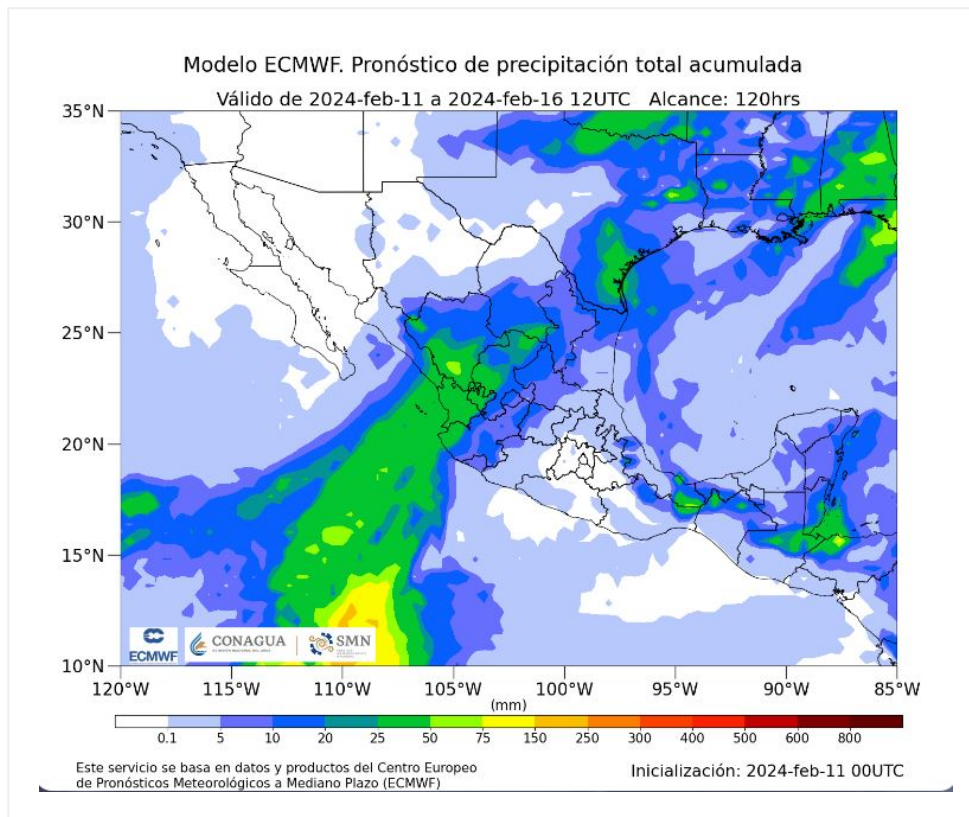 Modelo ECMWF. Pronóstico de precipitación total acumulada
Válido de 2024-feb-11 a 2024-feb-16 12UTC   Alcance: 120hrs
35°N
30°N
25°N
20°N
15°N
10°N
ECMWF
CONAGUA
SMN
120°W 115°W 110°W 105°W 100°W 95°W 90°W 85°W
(mm)
0.1 5 10 20 25 50 75 150 250 300 400 500 600 800
Este servicio se basa en datos y productos del Centro Europeo
de Pronósticos Meteorológicos a Mediano Plazo (ECMWF)
Inicialización: 2024-feb-11 00UTC